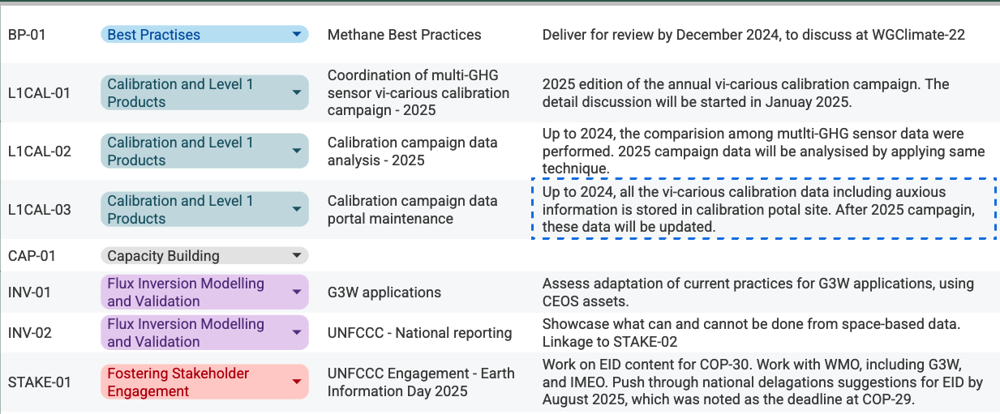 BP-01
Best Practises
Methane Best Practices
Deliver for review by December 2024, to discuss at WGClimate-22
L1CAL-01
Calibration and Level 1
Products
Coordination of multi-GHG
sensor vi-carious calibration
campaign - 2025
2025 edition of the annual vi-carious calibration campaign. The
detail discussion will be started in Januay 2025.
L1CAL-02
Calibration and Level 1
Products
Calibration campaign data
analysis - 2025
Up to 2024, the comparision among mutlti-GHG sensor data were
performed. 2025 campaign data will be analysised by applying same
technique.
L1CAL-03
Calibration and Level 1
Products
Calibration campaign data
portal maintenance
Up to 2024, all the vi-carious calibration data including auxious
information is stored in calibration potal site. After 2025 campagin,
these data will be updated.
CAP-01
Capacity Building
INV-01
Flux Inversion Modelling
and Validation
G3W applications
Assess adaptation of current practices for G3W applications, using
CEOS assets.
INV-02
Flux Inversion Modelling
and Validation
UNFCCC - National reporting
Showcase what can and cannot be done from space-based data.
Linkage to STAKE-02
STAKE-01
Fostering Stakeholder
Engagement
UNFCCC Engagement - Earth
Information Day 2025
Work on EID content for COP-30. Work with WMO, including G3W,
and IMEO. Push through national delagations suggestions for EID by
August 2025, which was noted as the deadline at COP-29.